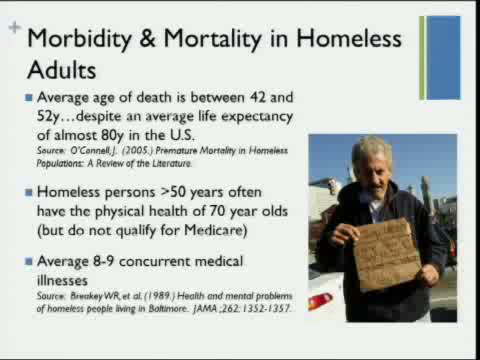 Morbidity & Mortality in Homeless
Adults
Average age of death is between 42 and
52y…despite an average life expectancy
of almost 80y in the U.S.
Source: O'Connell, J. (2005.) Premature Mortality in Homeless
Populations: A Review of the Literature.
Homeless persons >50 years often
have the physical health of 70 year olds
(but do not qualify for Medicare)
Average 8-9 concurrent medical
illnesses
Source: Breakey WR, et al. (1989.) Health and mental problems
of homeless people living in Baltimore. JAMA ;262: 1352-1357.